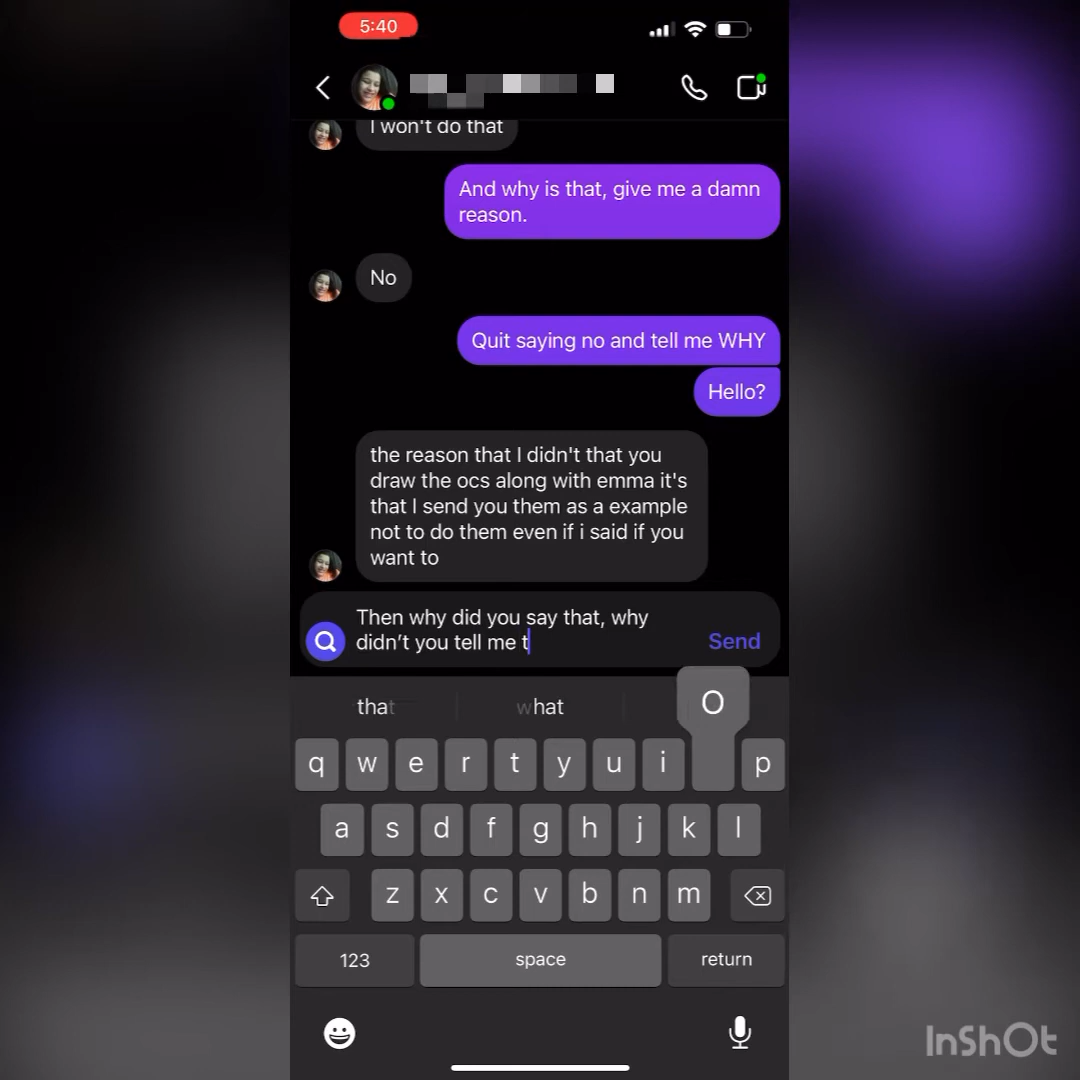 5:40
I won't do that
And why is that, give me a damn
reason.
No
Quit saying no and tell me WHY
Hello?
the reason that I didn't that you
draw the ocs along with emma it's
that I send you them as a example
not to do them even if i said if you
want to
Then why did you say that, why
didn't you tell me t
Send
that what
O
q w e r t y u i p
a s d f g h j k l
z x c v b n m
123 space return
InShOt